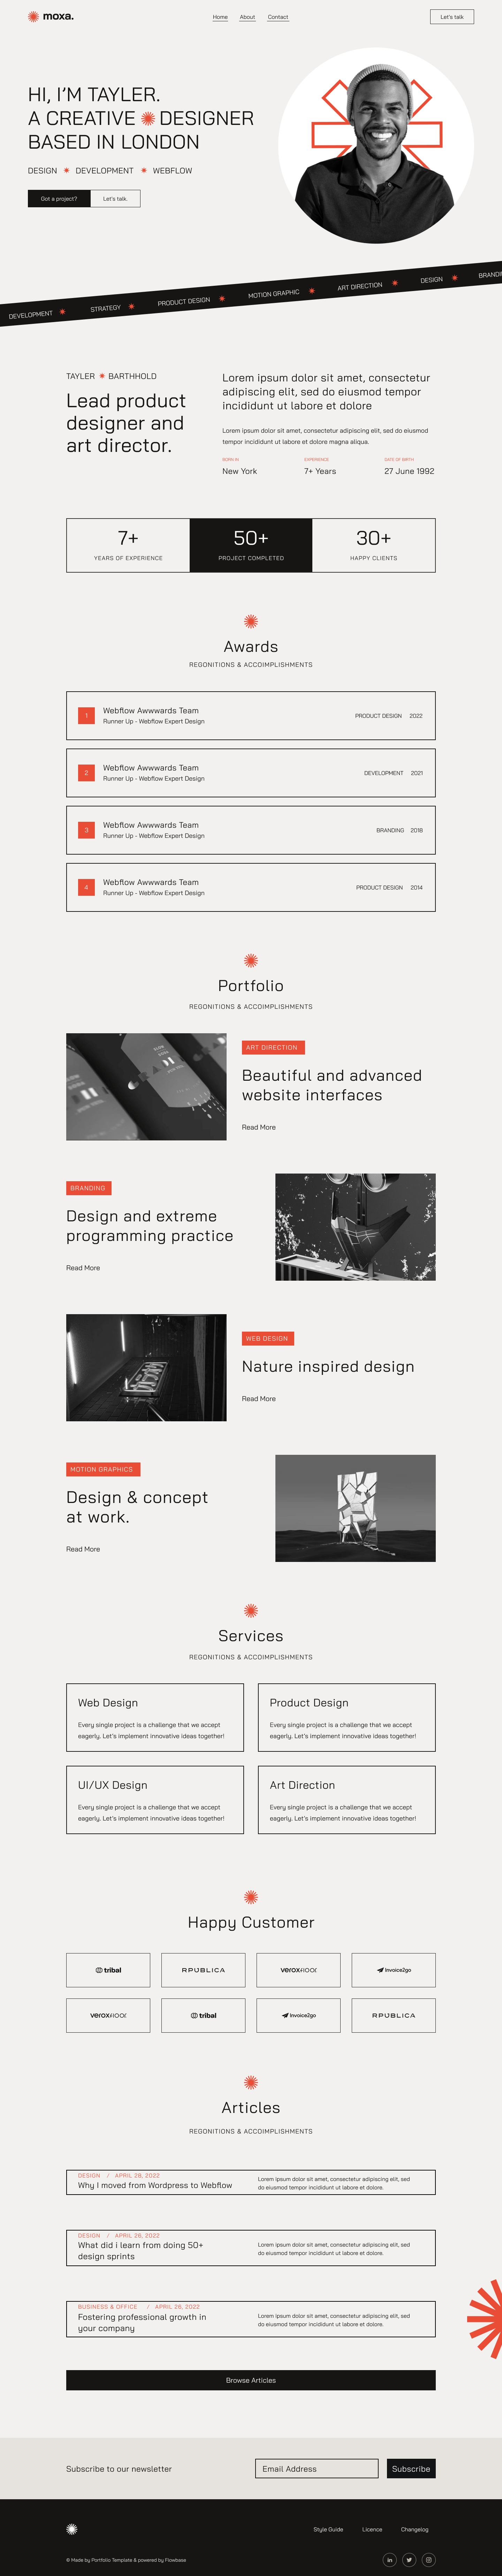 moxa.
Home About Contact
Let's talk
HI, I'M TAYLER.
A CREATIVE DESIGNER
BASED IN LONDON
DESIGN DEVELOPMENT WEBFLOW
Got a project? Let's talk.
DEVELOPMENT STRATEGY PRODUCT DESIGN MOTION GRAPHIC ART DIRECTION DESIGN BRANDIN
TAYLER BARTHHOLD
Lead product
designer and
art director.
Lorem ipsum dolor sit amet, consectetur
adipiscing elit, sed do eiusmod tempor
incididunt ut labore et dolore
Lorem ipsum dolor sit amet, consectetur adipiscing elit, sed do eiusmod
tempor incididunt ut labore et dolore magna aliqua.
BORN IN EXPERIENCE DATE OF BIRTH
New York 7+ Years 27 June 1992
7+ 50+ 30+
YEARS OF EXPERIENCE PROJECT COMPLETED HAPPY CLIENTS
Awards
REGONITIONS & ACCOIMPLISHMENTS
1 Webflow Awwwards Team
Runner Up - Webflow Expert Design
PRODUCT DESIGN 2022
2 Webflow Awwwards Team
Runner Up - Webflow Expert Design
DEVELOPMENT 2021
3 Webflow Awwwards Team
Runner Up - Webflow Expert Design
BRANDING 2018
4 Webflow Awwwards Team
Runner Up - Webflow Expert Design
PRODUCT DESIGN 2014
Portfolio
REGONITIONS & ACCOIMPLISHMENTS
ART DIRECTION
Beautiful and advanced
website interfaces
Read More
BRANDING
Design and extreme
programming practice
Read More
WEB DESIGN
Nature inspired design
Read More
MOTION GRAPHICS
Design & concept
at work.
Read More
Services
REGONITIONS & ACCOIMPLISHMENTS
Web Design
Every single project is a challenge that we accept
eagerly. Let's implement innovative ideas together!
Product Design
Every single project is a challenge that we accept
eagerly. Let's implement innovative ideas together!
UI/UX Design
Every single project is a challenge that we accept
eagerly. Let's implement innovative ideas together!
Art Direction
Every single project is a challenge that we accept
eagerly. Let's implement innovative ideas together!
Happy Customer
tribal RPUBLICA veroxfloor Invoice2go
veroxfloor tribal Invoice2go RPUBLICA
Articles
REGONITIONS & ACCOIMPLISHMENTS
DESIGN / APRIL 28, 2022
Why I moved from Wordpress to Webflow
Lorem ipsum dolor sit amet, consectetur adipiscing elit, sed
do eiusmod tempor incididunt ut labore et dolore.
DESIGN / APRIL 26, 2022
What did i learn from doing 50+
design sprints
Lorem ipsum dolor sit amet, consectetur adipiscing elit, sed
do eiusmod tempor incididunt ut labore et dolore.
BUSINESS & OFFICE / APRIL 26, 2022
Fostering professional growth in
your company
Lorem ipsum dolor sit amet, consectetur adipiscing elit, sed
do eiusmod tempor incididunt ut labore et dolore.
Browse Articles
Subscribe to our newsletter
Email Address
Subscribe
Style Guide Licence Changelog
© Made by Portfolio Template & powered by Flowbase
in